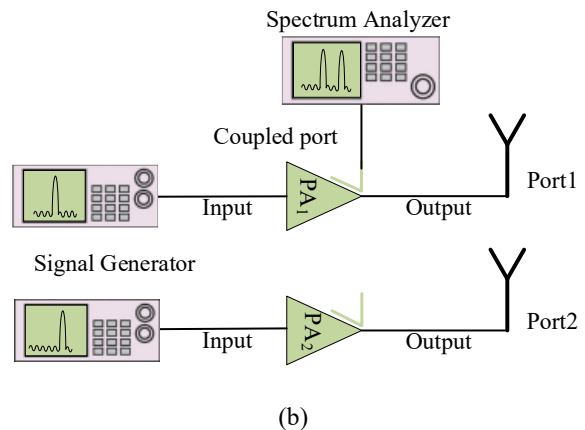 Spectrum Analyzer
Coupled port
PA1
Port1
Input
Output
Signal Generator
PA2
Port2
Input
Output
(b)